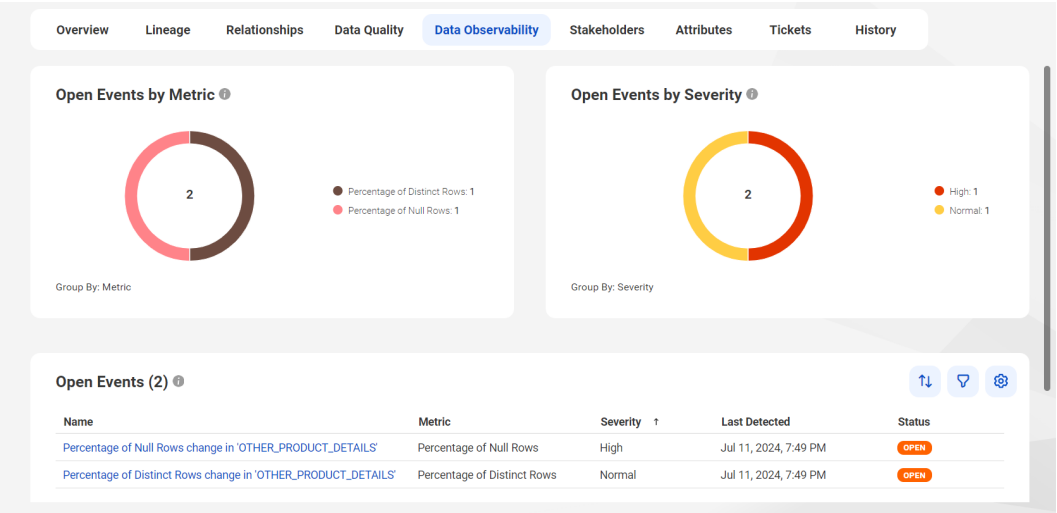 Overview Lineage Relationships Data Quality Data Observability Stakeholders Attributes Tickets History
Open Events by Metric
2
Percentage of Distinct Rows: 1
Percentage of Null Rows: 1
Group By: Metric
Open Events by Severity
2
High: 1
Normal: 1
Group By: Severity
Open Events (2)
Name Metric Severity ↑ Last Detected Status
Percentage of Null Rows change in 'OTHER_PRODUCT_DETAILS' Percentage of Null Rows High Jul 11, 2024, 7:49 PM OPEN
Percentage of Distinct Rows change in 'OTHER_PRODUCT_DETAILS' Percentage of Distinct Rows Normal Jul 11, 2024, 7:49 PM OPEN